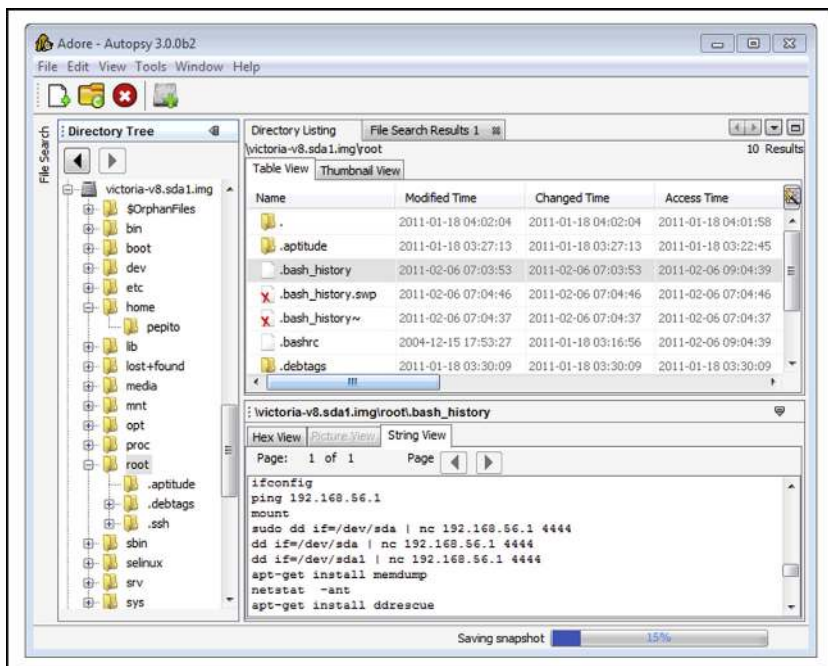 Adore - Autopsy 3.0.0b2
File Edit View Tools Window Help
File Search
Directory Tree
victoria-v8.sda1.img
$OrphanFiles
bin
boot
dev
etc
home
pepito
lib
lost+found
media
mnt
opt
proc
root
.aptitude
.debtags
.ssh
sbin
selinux
srv
sys
Directory Listing File Search Results 1
\victoria-v8.sda1.img\root 10 Results
Table View Thumbnail View
Name Modified Time Changed Time Access Time
. 2011-01-18 04:02:04 2011-01-18 04:02:04 2011-01-18 04:01:58
.aptitude 2011-01-18 03:27:13 2011-01-18 03:27:13 2011-01-18 03:22:45
.bash_history 2011-02-06 07:03:53 2011-02-06 07:03:53 2011-02-06 09:04:39
.bash_history.swp 2011-02-06 07:04:46 2011-02-06 07:04:46 2011-02-06 07:04:46
.bash_history~ 2011-02-06 07:04:37 2011-02-06 07:04:37 2011-02-06 07:04:37
.bashrc 2004-12-15 17:53:27 2011-01-18 03:16:56 2011-02-06 09:04:39
.debtags 2011-01-18 03:30:09 2011-01-18 03:30:09 2011-01-18 03:30:09
\victoria-v8.sda1.img\root\.bash_history
Hex View Picture View String View
Page: 1 of 1 Page
ifconfig
ping 192.168.56.1
mount
sudo dd if=/dev/sda | nc 192.168.56.1 4444
dd if=/dev/sda | nc 192.168.56.1 4444
dd if=/dev/sda1 | nc 192.168.56.1 4444
apt-get install memdump
netstat -ant
apt-get install ddrescue
Saving snapshot 15%